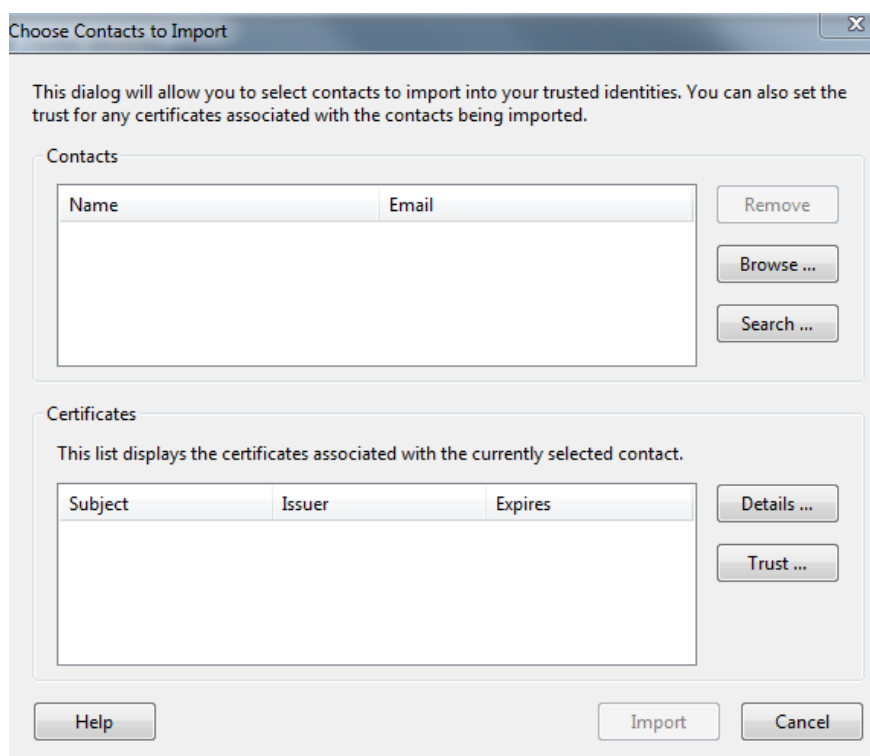 Choose Contacts to Import
This dialog will allow you to select contacts to import into your trusted identities. You can also set the
trust for any certificates associated with the contacts being imported.
Contacts
Name Email
Remove
Browse ...
Search ...
Certificates
This list displays the certificates associated with the currently selected contact.
Subject Issuer Expires
Details ...
Trust ...
Help Import Cancel